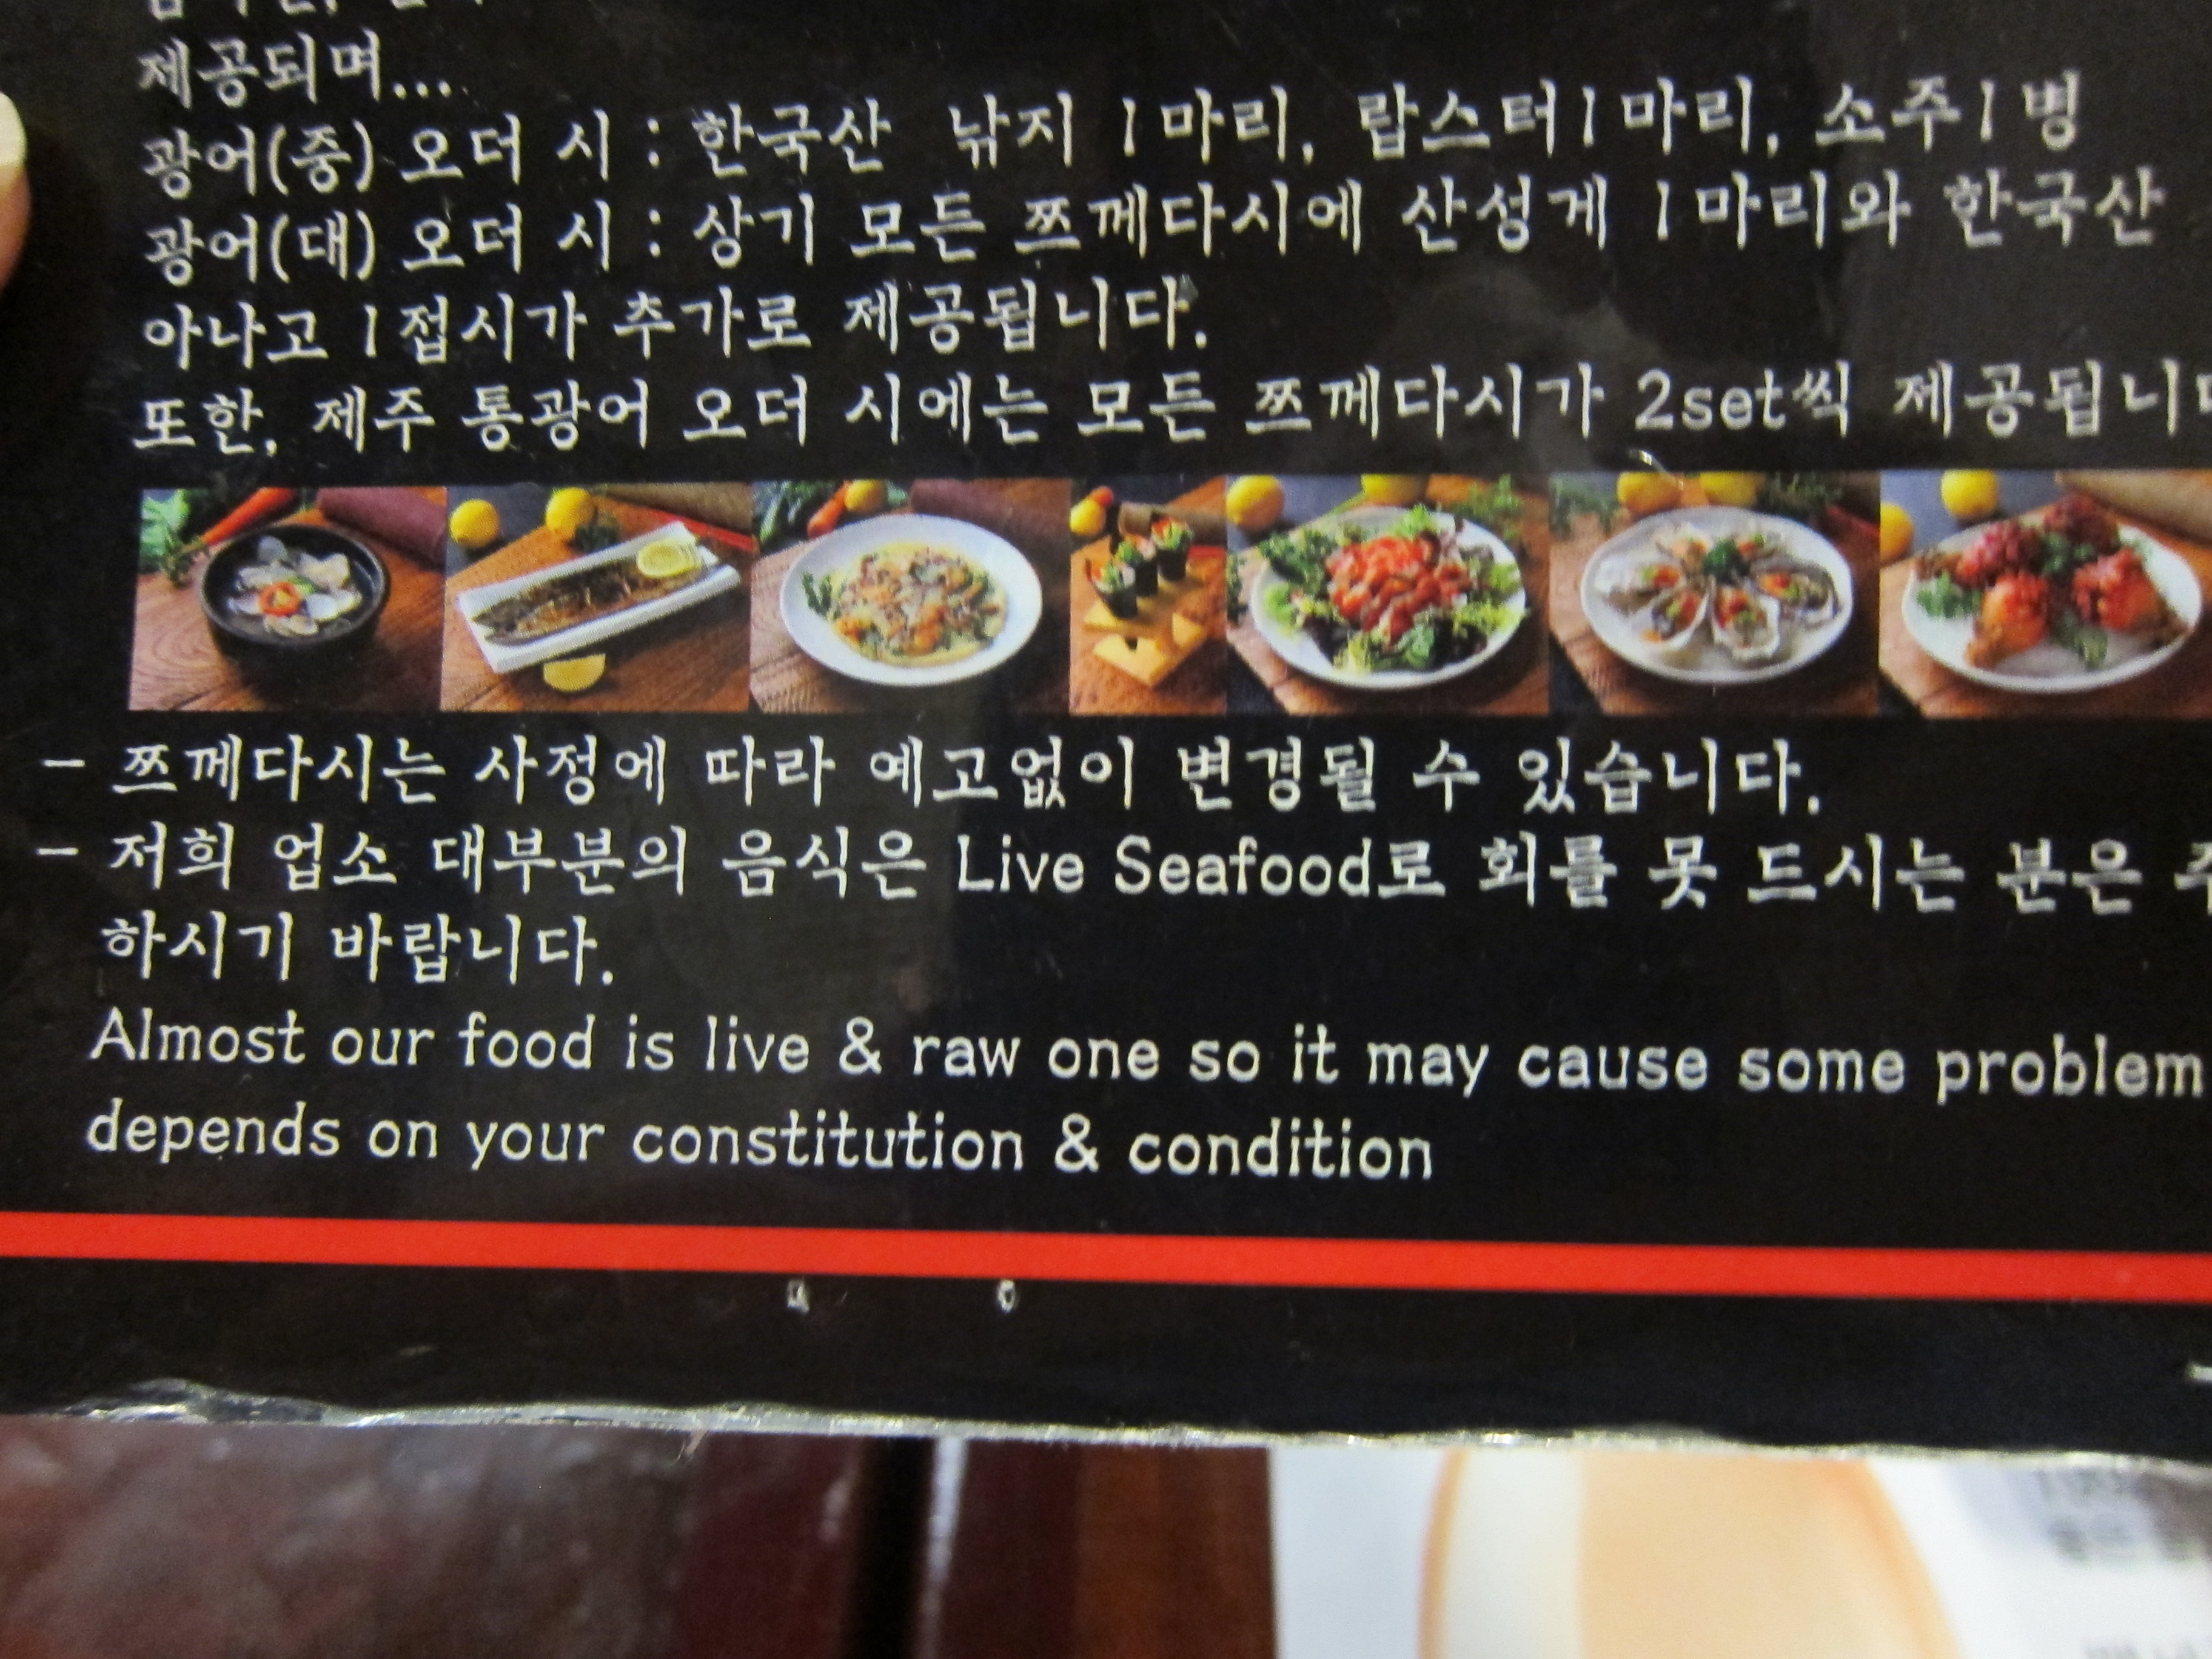 제공되며...
광어(중) 오더 시 : 한국산 낚지 1마리, 랍스터1마리, 소주1병
광어(대) 오더 시 : 상기 모든 쯔께다시에 산성게 1마리와 한국산
아나고 1접시가 추가로 제공됩니다.
또한, 제주 통광어 오더 시에는 모든 쯔께다시가 2set씩 제공됩니
- 쯔께다시는 사정에 따라 예고없이 변경될 수 있습니다.
- 저희 업소 대부분의 음식은 Live Seafood로 회를 못 드시는 분은
하시기 바랍니다.
Almost our food is live & raw one so it may cause some problem
depends on your constitution & condition